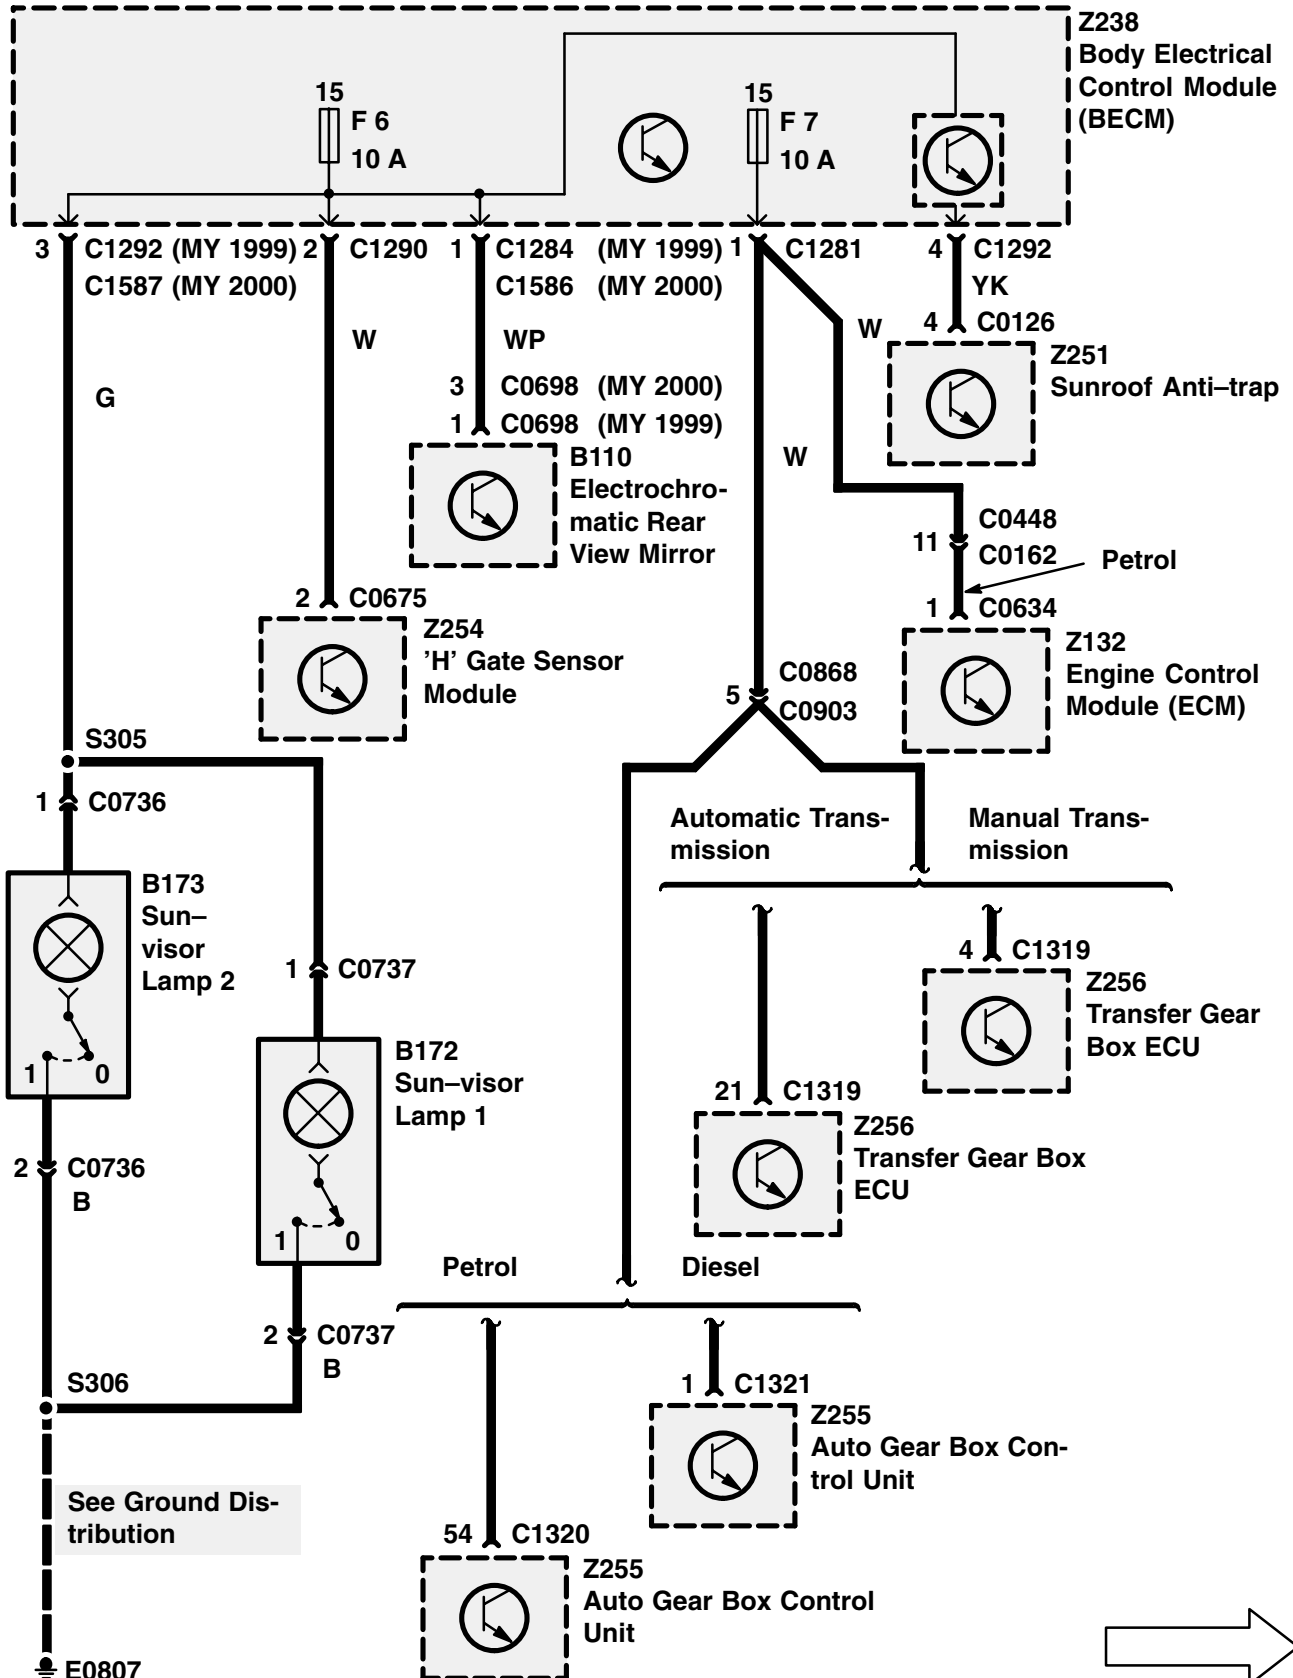 Z238
Body Electrical
Control Module
(BECM)
15
F 6
10 A
15
F 7
10 A
3 C1292 (MY 1999)
C1587 (MY 2000)
2 C1290
1 C1284 (MY 1999)
C1586 (MY 2000)
1 C1281
4 C1292
YK
4 C0126
Z251
Sunroof Anti–trap
G
W
WP
W
W
3 C0698 (MY 2000)
1 C0698 (MY 1999)
B110
Electrochro-
matic Rear
View Mirror
C0448
11
C0162
Petrol
1 C0634
Z132
Engine Control
Module (ECM)
2 C0675
Z254
’H’ Gate Sensor
Module
C0868
5
C0903
S305
1 C0736
B173
Sun–
visor
Lamp 2
1 0
2 C0736
B
1 C0737
B172
Sun–visor
Lamp 1
1 0
2 C0737
B
S306
Automatic Trans-
mission
Manual Trans-
mission
4 C1319
Z256
Transfer Gear
Box ECU
21 C1319
Z256
Transfer Gear Box
ECU
Petrol
Diesel
1 C1321
Z255
Auto Gear Box Con-
trol Unit
54 C1320
Z255
Auto Gear Box Control
Unit
See Ground Dis-
tribution
E0807